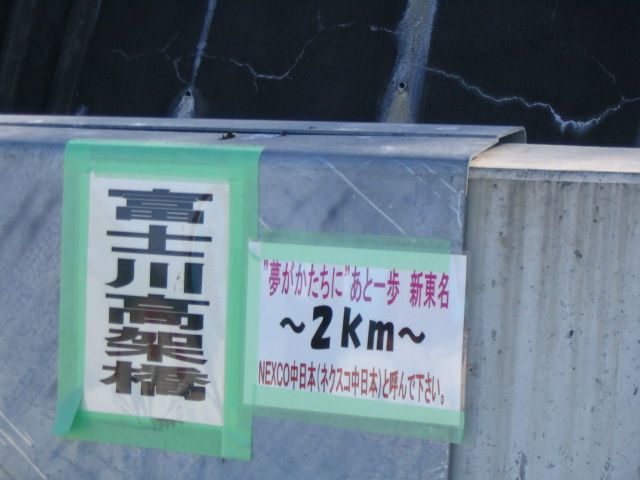 富士川高架橋
"夢がかたちに"あと一歩 新東名
～2km～
NEXCO中日本(ネクスコ中日本)と呼んで下さい。